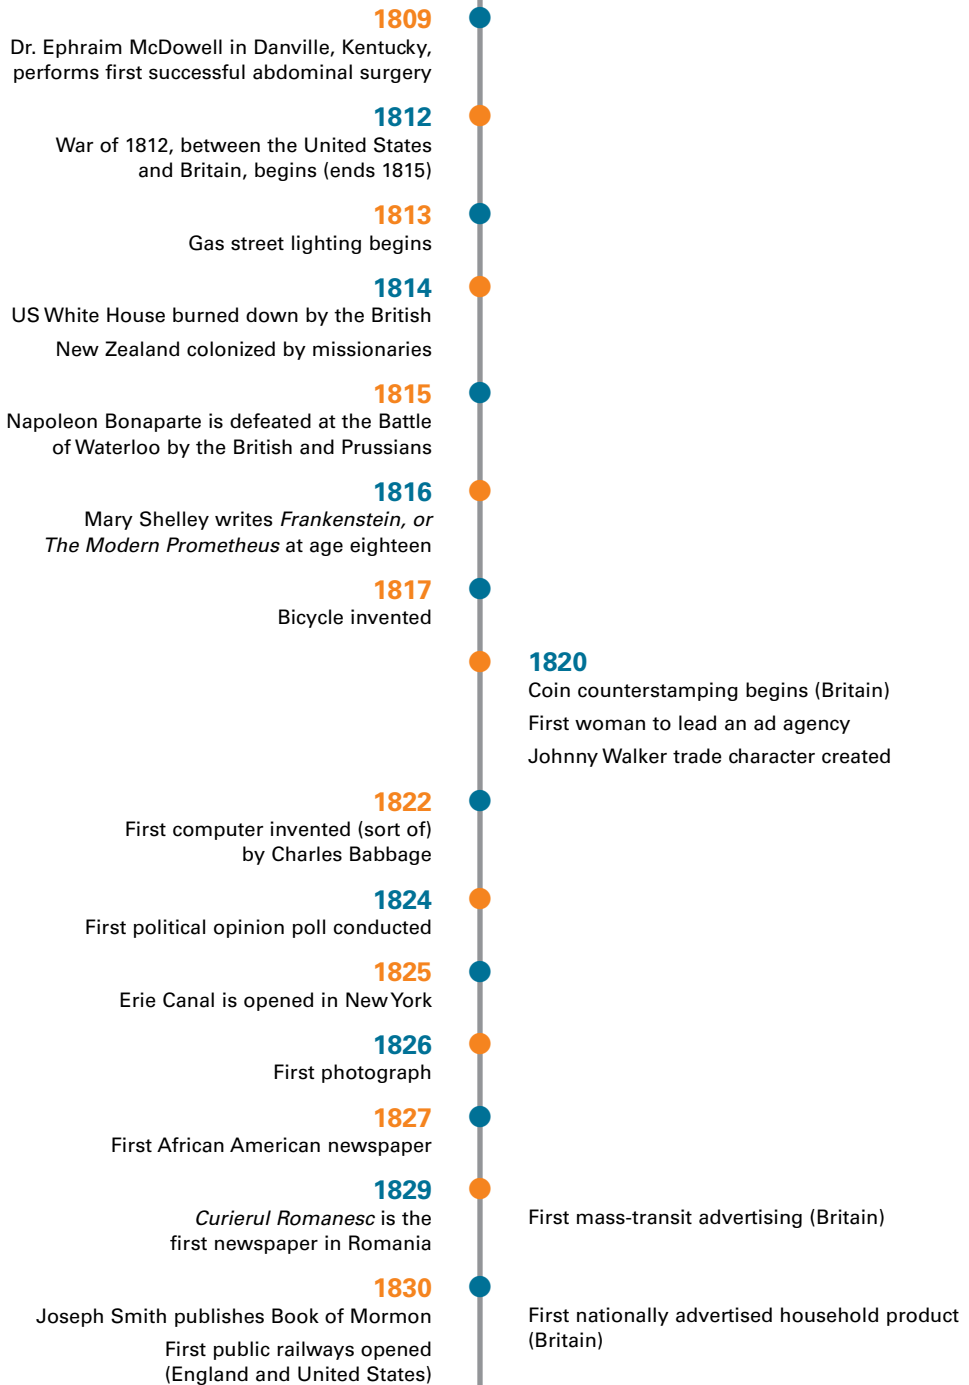 1809
Dr. Ephraim McDowell in Danville, Kentucky,
performs first successful abdominal surgery
1812
War of 1812, between the United States
and Britain, begins (ends 1815)
1813
Gas street lighting begins
1814
US White House burned down by the British
New Zealand colonized by missionaries
1815
Napoleon Bonaparte is defeated at the Battle
of Waterloo by the British and Prussians
1816
Mary Shelley writes Frankenstein, or
The Modern Prometheus at age eighteen
1817
Bicycle invented
1820
Coin counterstamping begins (Britain)
First woman to lead an ad agency
Johnny Walker trade character created
1822
First computer invented (sort of)
by Charles Babbage
1824
First political opinion poll conducted
1825
Erie Canal is opened in New York
1826
First photograph
1827
First African American newspaper
1829
Curierul Romanesc is the
first newspaper in Romania
First mass-transit advertising (Britain)
1830
Joseph Smith publishes Book of Mormon
First public railways opened
(England and United States)
First nationally advertised household product
(Britain)